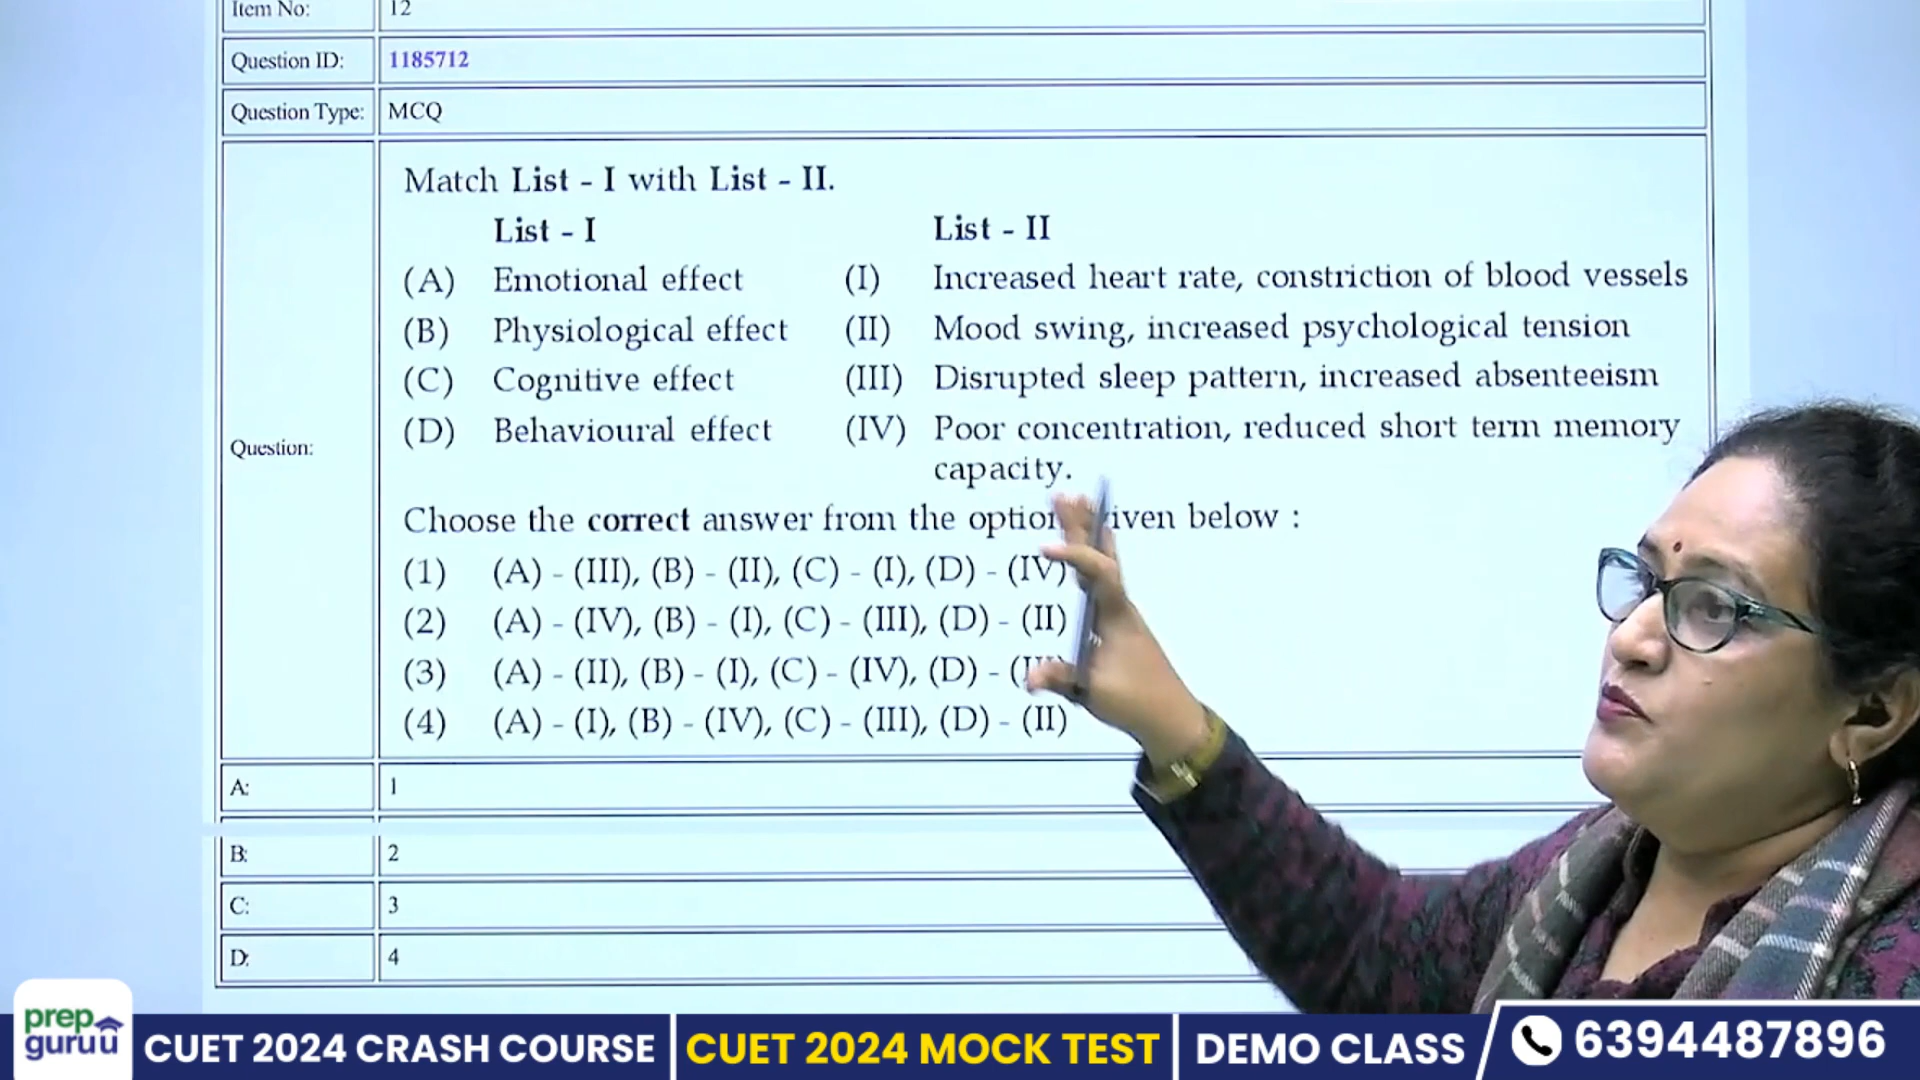 Item No: 12
Question ID: 1185712
Question Type: MCQ
Question:
Match List - I with List - II.
List - I List - II
(A) Emotional effect (I) Increased heart rate, constriction of blood vessels
(B) Physiological effect (II) Mood swing, increased psychological tension
(C) Cognitive effect (III) Disrupted sleep pattern, increased absenteeism
(D) Behavioural effect (IV) Poor concentration, reduced short term memory
capacity.
Choose the correct answer from the below :
(1) (A) - (III), (B) - (II), (C) - (I), (D) - (IV)
(2) (A) - (IV), (B) - (I), (C) - (III), (D) - (II)
(3) (A) - (II), (B) - (I), (C) - (IV), (D) -
(4) (A) - (I), (B) - (IV), (C) - (III), (D) - (II)
A: 1
B: 2
C: 3
D: 4
prep
guruu
CUET 2024 CRASH COURSE
CUET 2024 MOCK TEST
DEMO CLASS
6394487896